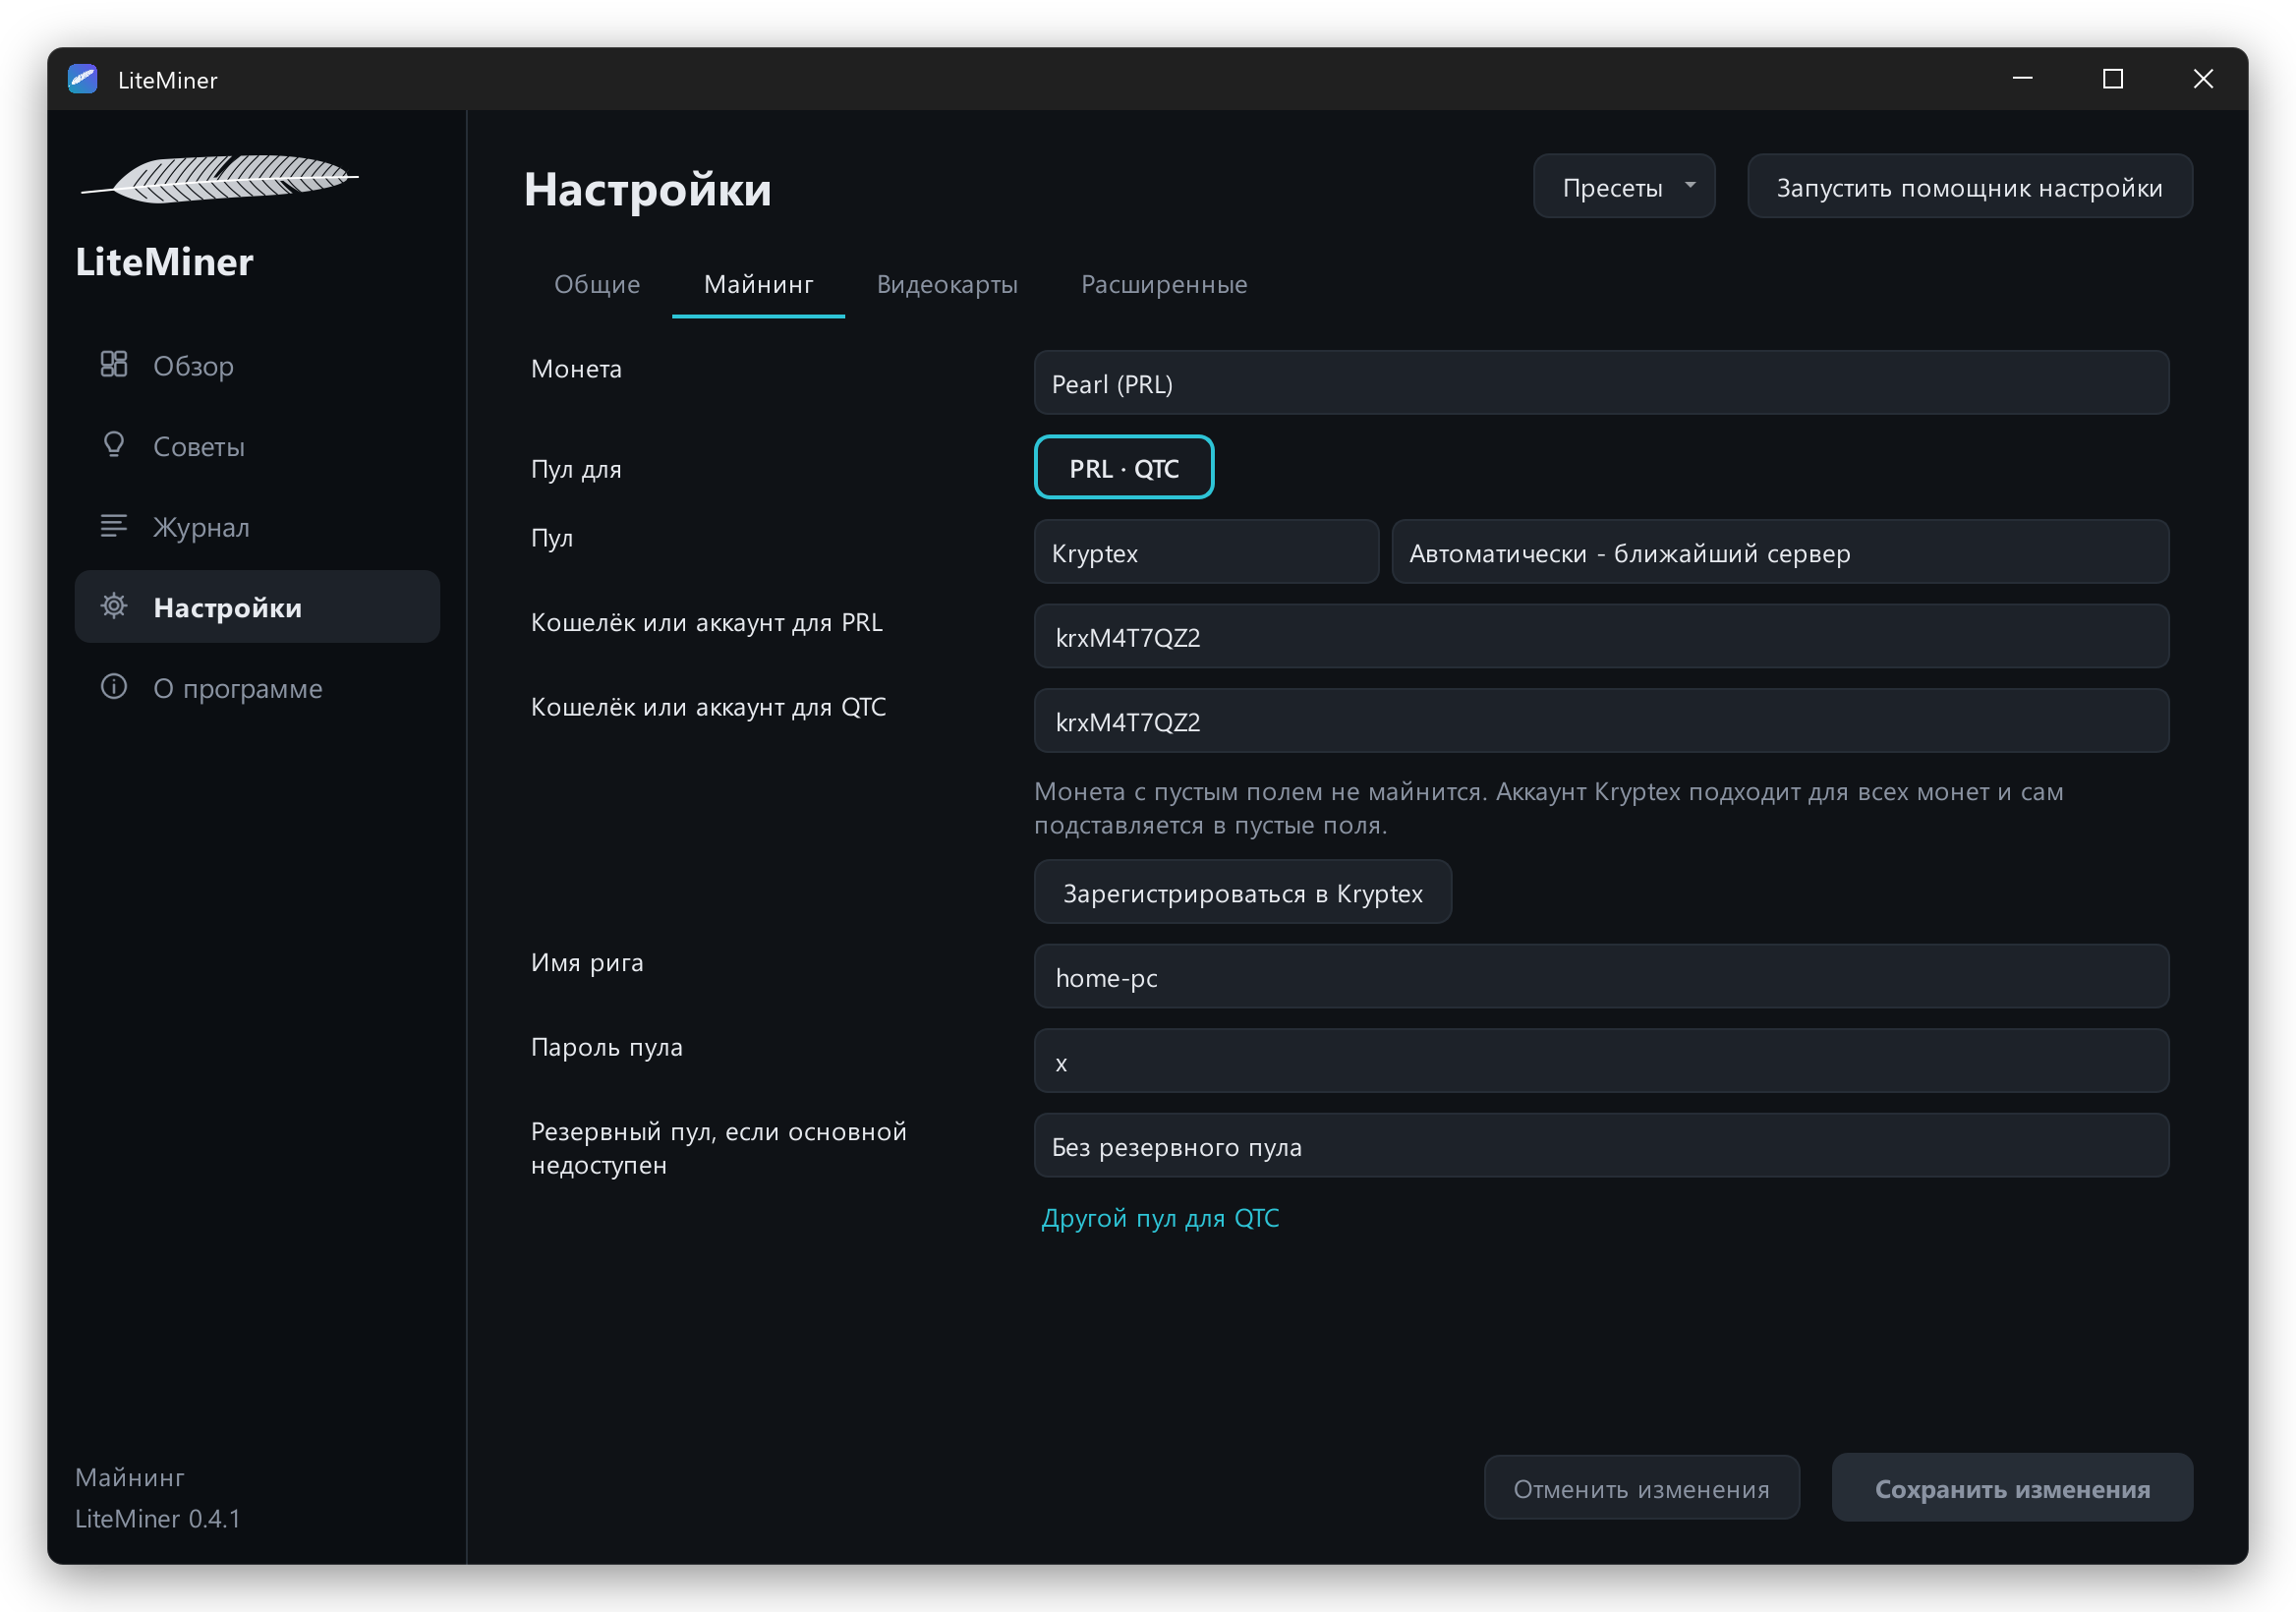 LiteMiner
LiteMiner
Обзор
Советы
Журнал
Настройки
О программе
Майнинг
LiteMiner 0.4.1
Настройки
Пресеты
Запустить помощник настройки
Общие
Майнинг
Видеокарты
Расширенные
Монета
Pearl (PRL)
Пул для
PRL · QTC
Пул
Kryptex
Автоматически - ближайший сервер
Кошелёк или аккаунт для PRL
krxM4T7QZ2
Кошелёк или аккаунт для QTC
krxM4T7QZ2
Монета с пустым полем не майнится. Аккаунт Kryptex подходит для всех монет и сам
подставляется в пустые поля.
Зарегистрироваться в Kryptex
Имя рига
home-pc
Пароль пула
x
Резервный пул, если основной
недоступен
Без резервного пула
Другой пул для QTC
Отменить изменения
Сохранить изменения